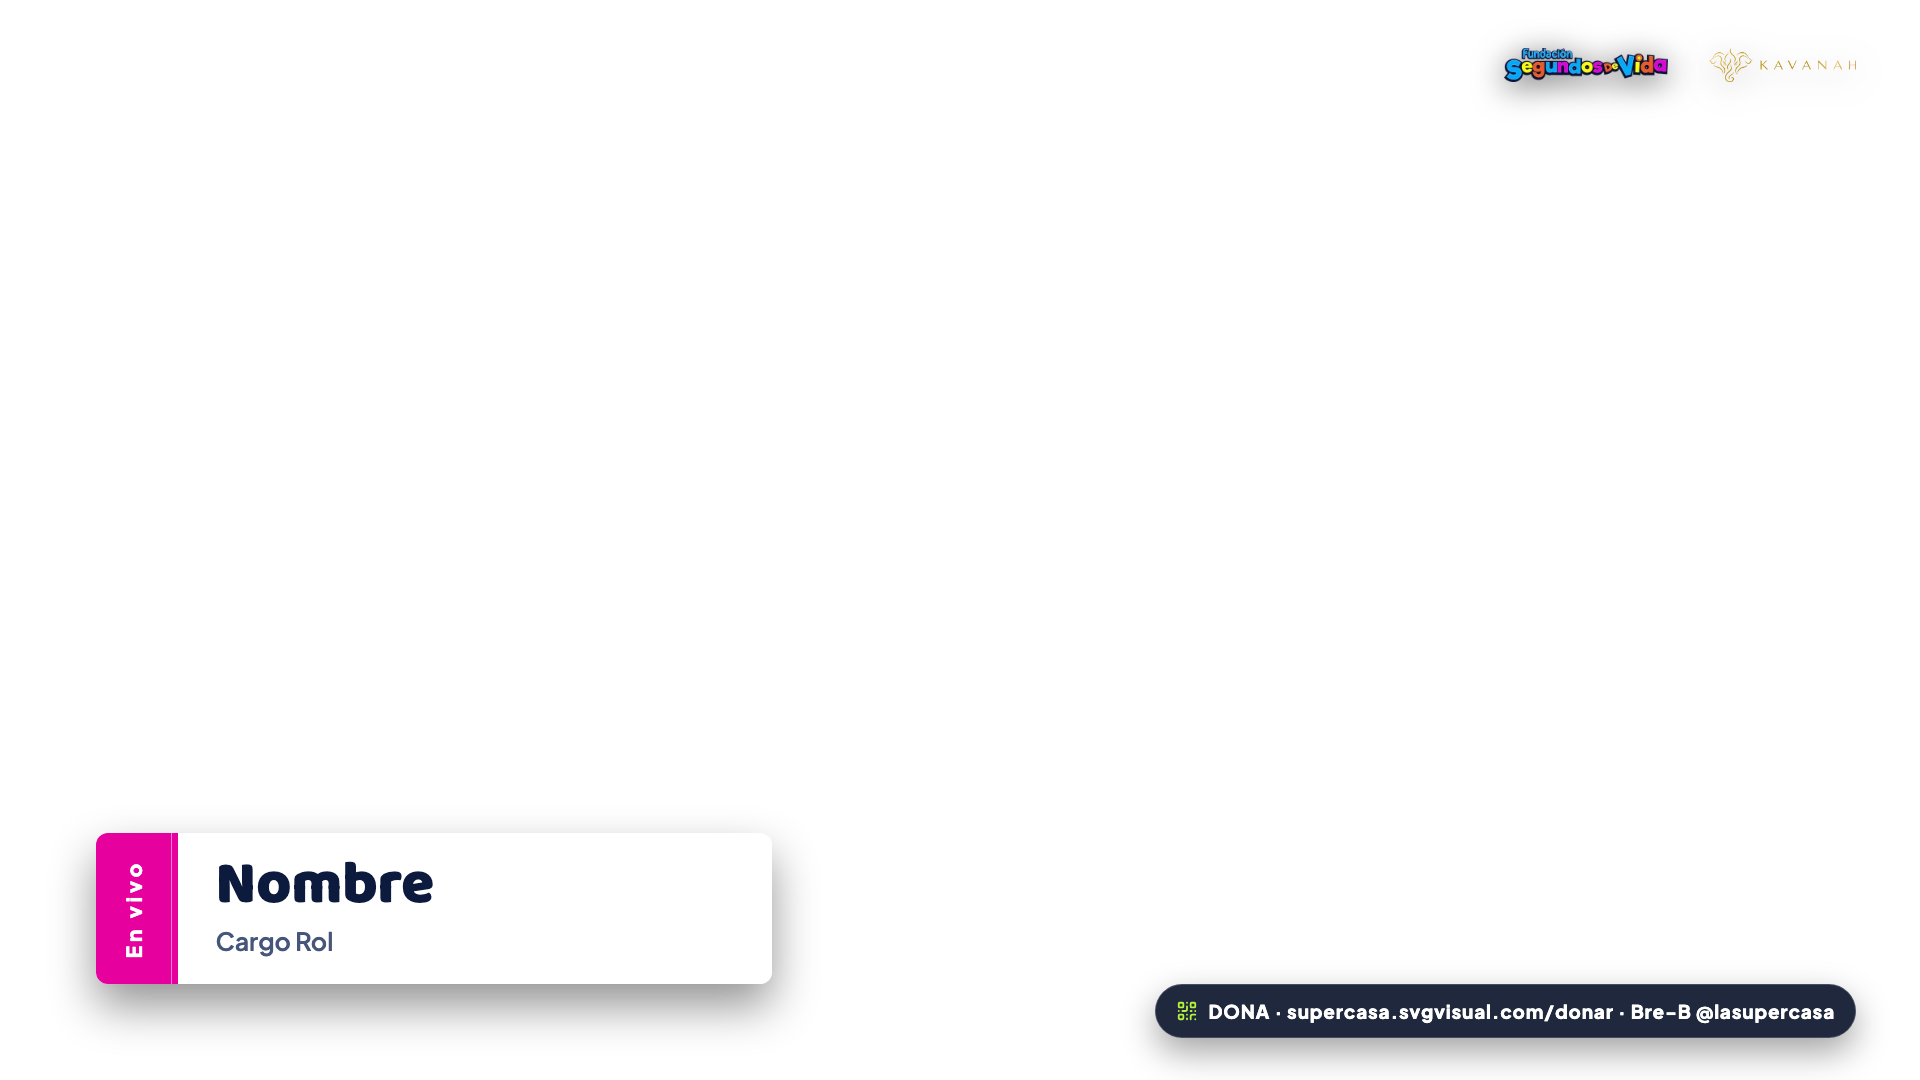 Fundación
Segundos De Vida
KAVANAH
En vivo
Nombre
Cargo Rol
DONA · supercasa.svgvisual.com/donar · Bre-B @lasupercasa